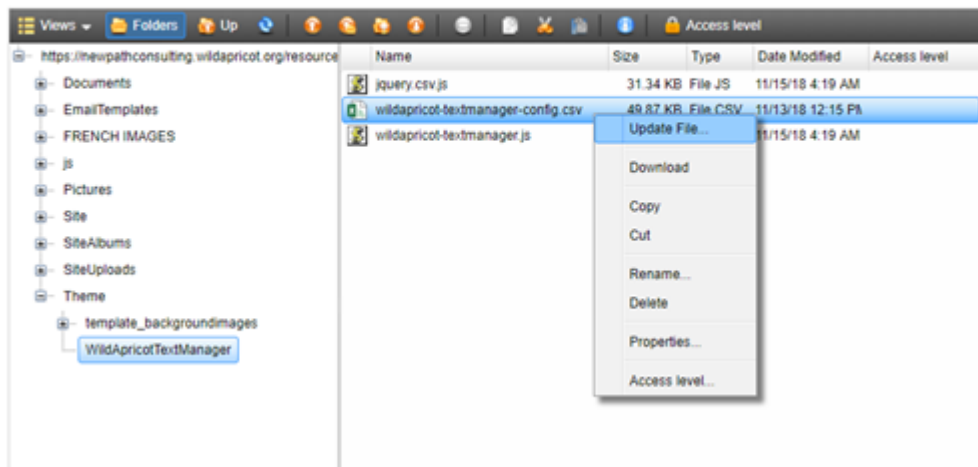 Views Folders Up Access level
https://newpathconsulting.wildapricot.org/resource
Documents
EmailTemplates
FRENCH IMAGES
js
Pictures
Site
SiteAlbums
SiteUploads
Theme
template_backgroundimages
WildApricotTextManager
Name Size Type Date Modified Access level
jquery.csv.js 31.34 KB File JS 11/15/18 4:19 AM
wildapricot-textmanager-config.csv 49.87 KB File CSV 11/13/18 12:15 PM
wildapricot-textmanager.js 11/15/18 4:19 AM
Update File...
Download
Copy
Cut
Rename...
Delete
Properties...
Access level...